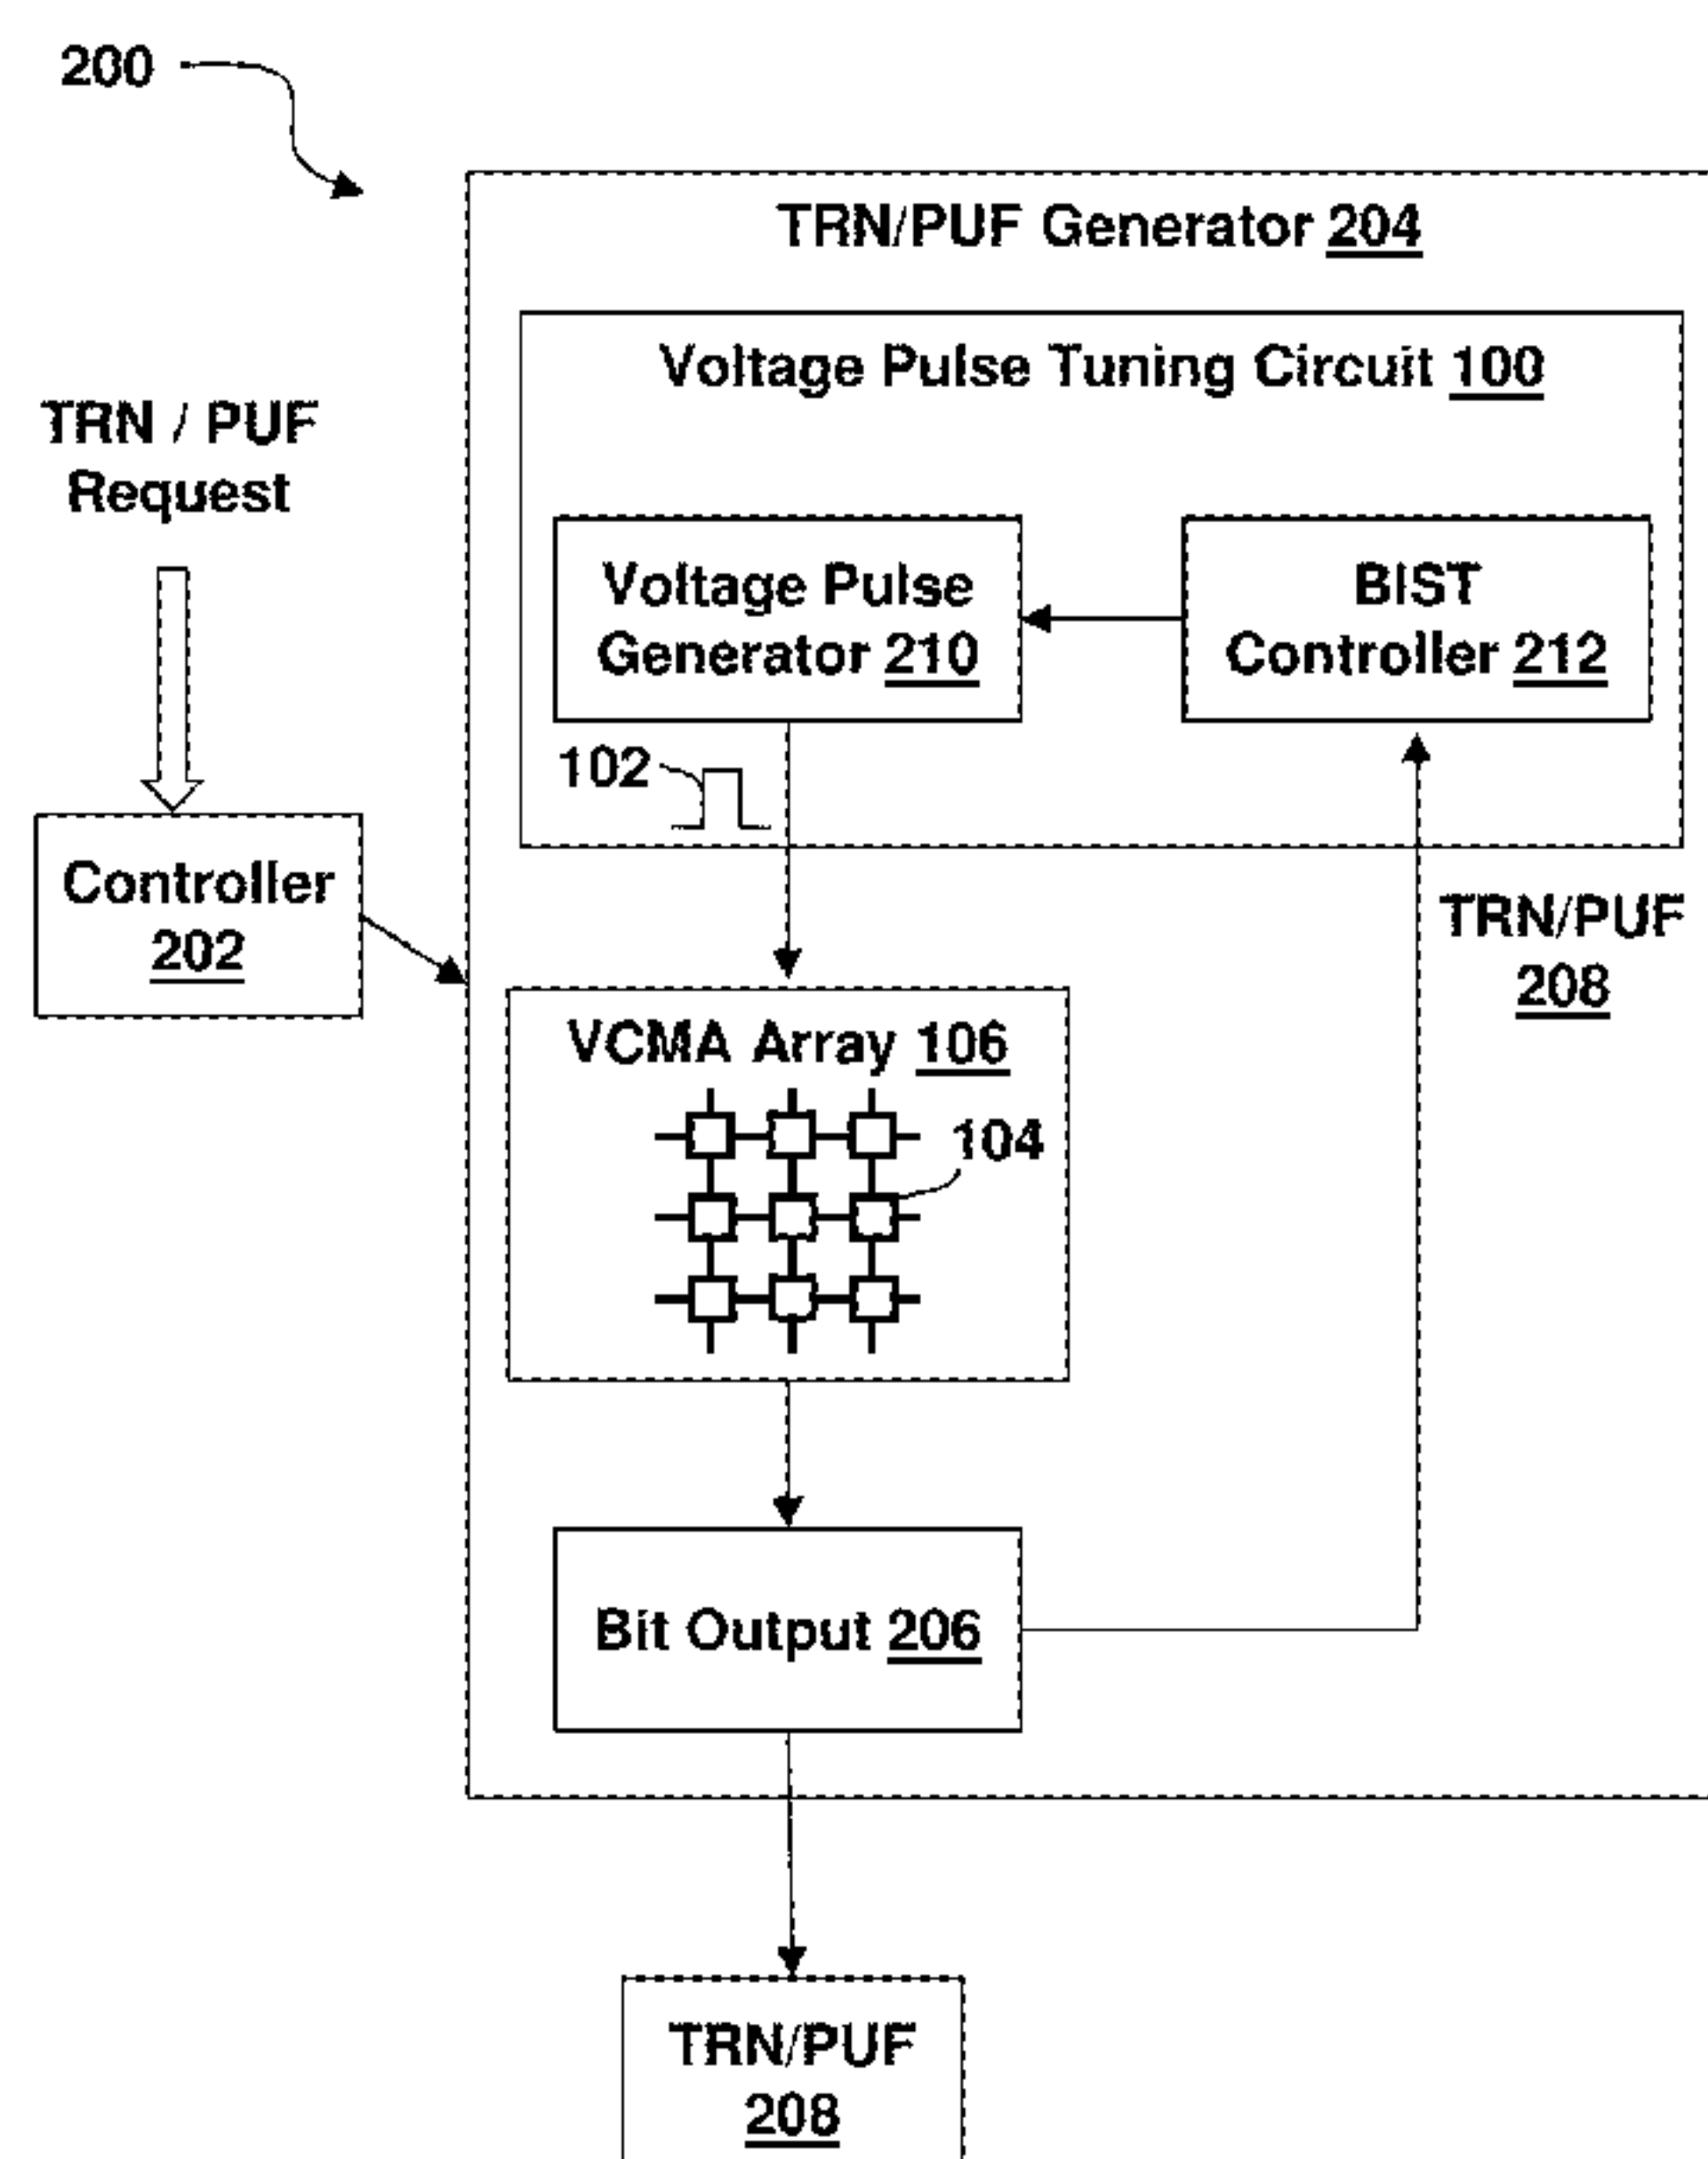 200
TRN/PUF Generator 204
Voltage Pulse Tuning Circuit 100
TRN / PUF
Request
Voltage Pulse
Generator 210
BIST
Controller 212
102
Controller
202
TRN/PUF
208
VCMA Array 106
104
Bit Output 206
TRN/PUF
208